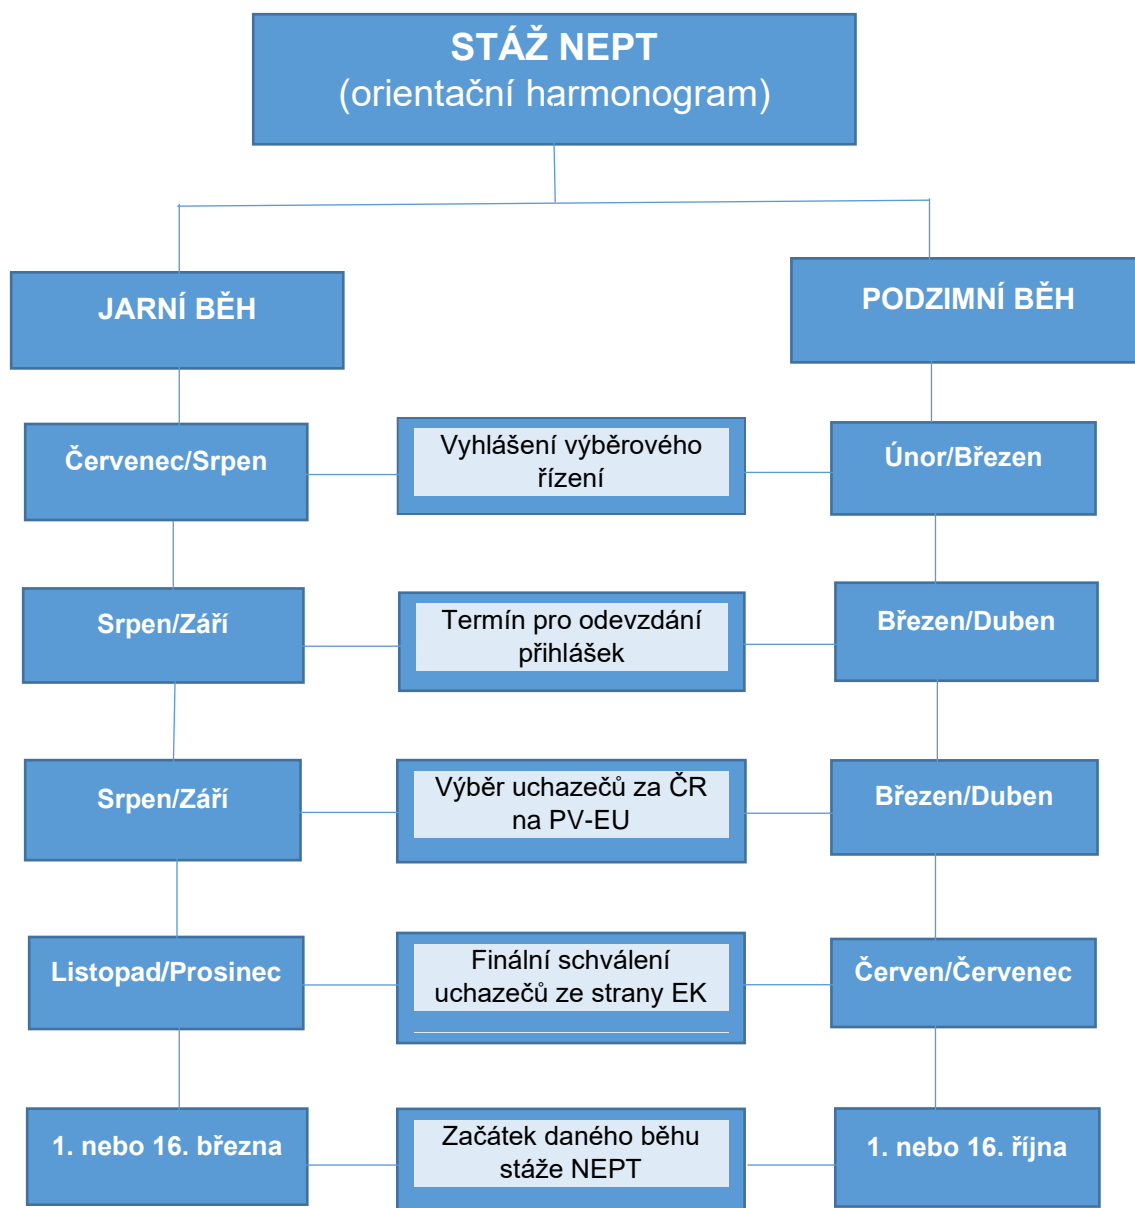 STÁŽ NEPT
(orientační harmonogram)
JARNÍ BĚH
PODZIMNÍ BĚH
Červenec/Srpen
Vyhlášení výběrového
řízení
Únor/Březen
Srpen/Září
Termín pro odevzdání
přihlášek
Březen/Duben
Srpen/Září
Výběr uchazečů za ČR
na PV-EU
Březen/Duben
Listopad/Prosinec
Finální schválení
uchazečů ze strany EK
Červen/Červenec
1. nebo 16. března
Začátek daného běhu
stáže NEPT
1. nebo 16. října